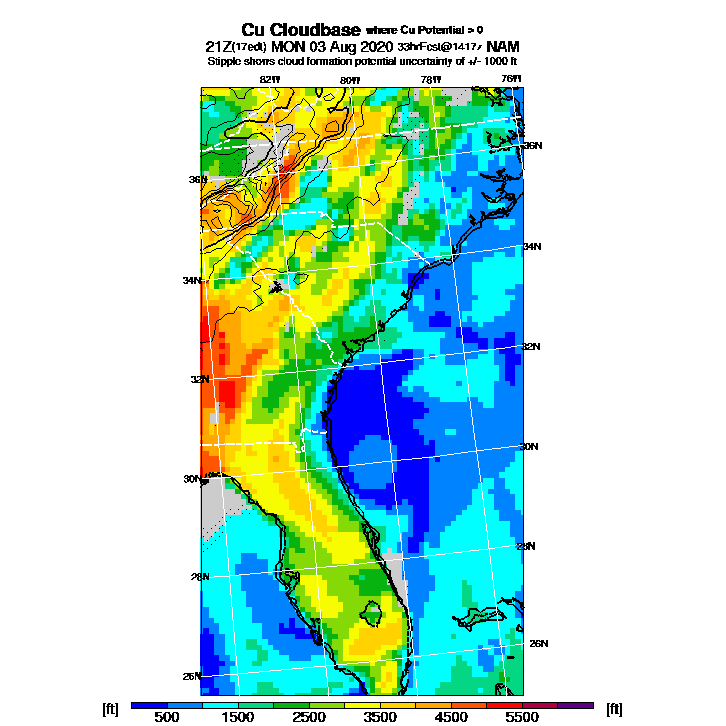 Cu Cloudbase where Cu Potential > 0
21Z(17edt) MON 03 Aug 2020 33hrFcst@1417z NAM
Stipple shows cloud formation potential uncertainty of +/- 1000 ft
82W 80W 78W 76W
36N
36N
34N
34N
32N
32N
30N
30N
28N
28N
26N
26N
[ft] 500 1500 2500 3500 4500 5500 [ft]